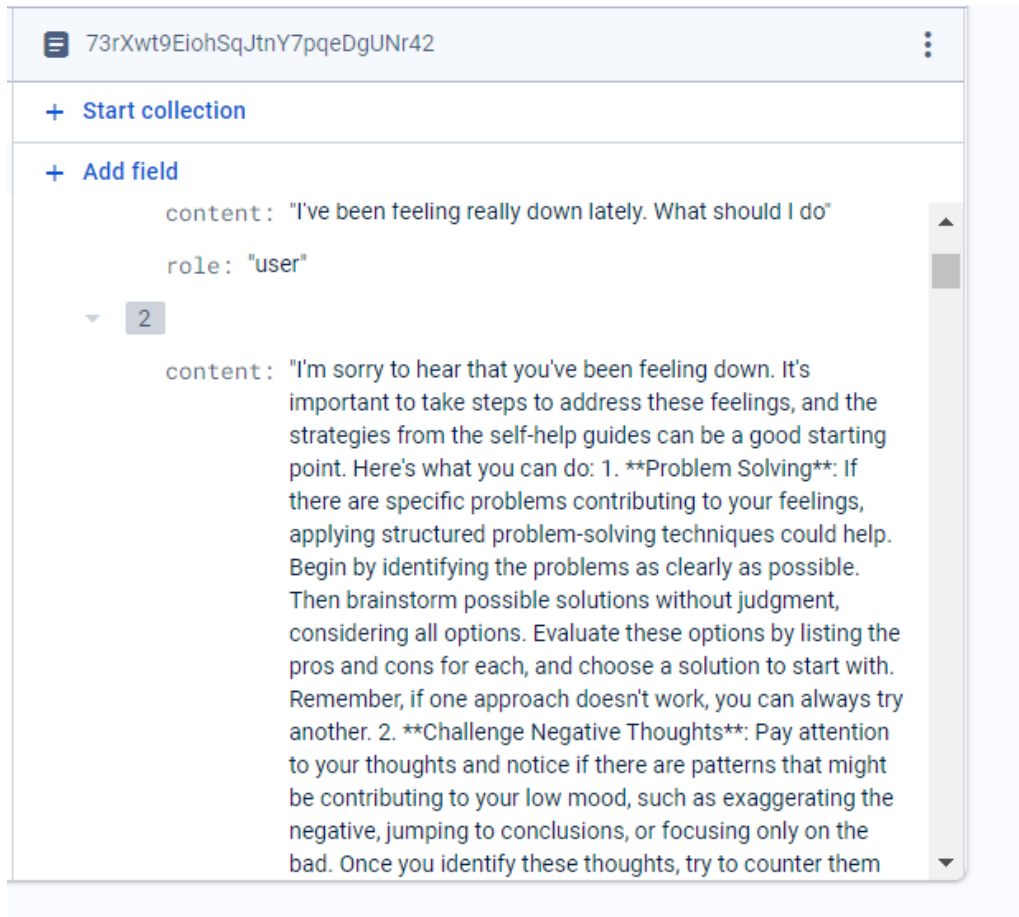 73rXwt9EiohSqJtnY7pqeDgUNr42
+ Start collection
+ Add field
content: "I've been feeling really down lately. What should I do"
role: "user"
2
content: "I'm sorry to hear that you've been feeling down. It's
important to take steps to address these feelings, and the
strategies from the self-help guides can be a good starting
point. Here's what you can do: 1. **Problem Solving**: If
there are specific problems contributing to your feelings,
applying structured problem-solving techniques could help.
Begin by identifying the problems as clearly as possible.
Then brainstorm possible solutions without judgment,
considering all options. Evaluate these options by listing the
pros and cons for each, and choose a solution to start with.
Remember, if one approach doesn't work, you can always try
another. 2. **Challenge Negative Thoughts**: Pay attention
to your thoughts and notice if there are patterns that might
be contributing to your low mood, such as exaggerating the
negative, jumping to conclusions, or focusing only on the
bad. Once you identify these thoughts, try to counter them